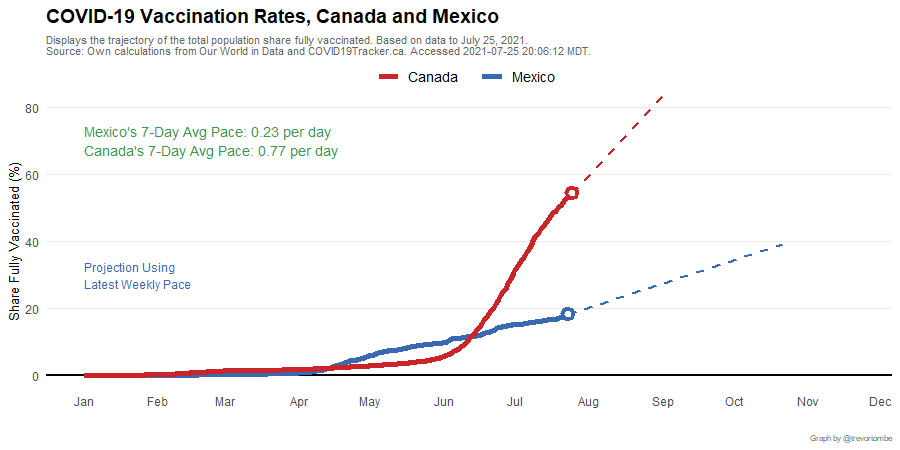 COVID-19 Vaccination Rates, Canada and Mexico
Displays the trajectory of the total population share fully vaccinated. Based on data to July 25, 2021.
Source: Own calculations from Our World in Data and COVID19Tracker.ca. Accessed 2021-07-25 20:06:12 MDT.
Canada Mexico
80
Mexico's 7-Day Avg Pace: 0.23 per day
Canada's 7-Day Avg Pace: 0.77 per day
60
Share Fully Vaccinated (%)
40
Projection Using
Latest Weekly Pace
20
0
Jan Feb Mar Apr May Jun Jul Aug Sep Oct Nov Dec
Graph by @trevortombe